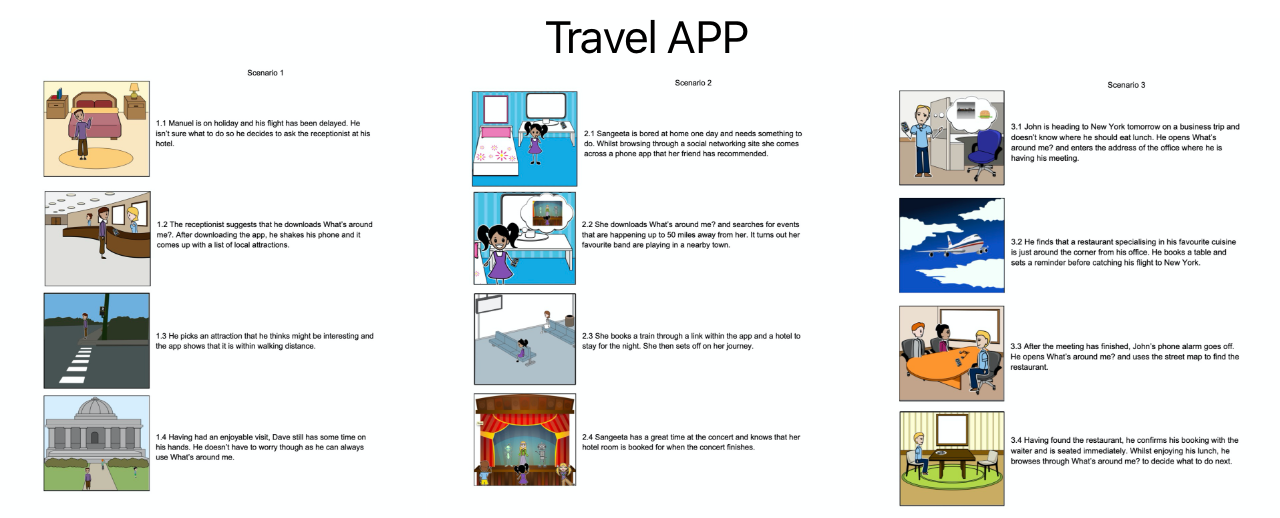 Travel APP
Scenario 1
1.1 Manuel is on holiday and his flight has been delayed. He
isn't sure what to do so he decides to ask the receptionist at his
hotel.
1.2 The receptionist suggests that he downloads What's around
me?. After downloading the app, he shakes his phone and it
comes up with a list of local attractions.
1.3 He picks an attraction that he thinks might be interesting and
the app shows that it is within walking distance.
1.4 Having had an enjoyable visit, Dave still has some time on
his hands. He doesn't have to worry though as he can always
use What's around me.
Scenario 2
2.1 Sangeeta is bored at home one day and needs something to
do. Whilst browsing through a social networking site she comes
across a phone app that her friend has recommended.
2.2 She downloads What's around me? and searches for events
that are happening up to 50 miles away from her. It turns out her
favourite band are playing in a nearby town.
2.3 She books a train through a link within the app and a hotel to
stay for the night. She then sets off on her journey.
2.4 Sangeeta has a great time at the concert and knows that her
hotel room is booked for when the concert finishes.
Scenario 3
3.1 John is heading to New York tomorrow on a business trip and
doesn't know where he should eat lunch. He opens What's
around me? and enters the address of the office where he is
having his meeting.
3.2 He finds that a restaurant specialising in his favourite cuisine
is just around the corner from his office. He books a table and
sets a reminder before catching his flight to New York.
3.3 After the meeting has finished, John's phone alarm goes off.
He opens What's around me? and uses the street map to find the
restaurant.
3.4 Having found the restaurant, he confirms his booking with the
waiter and is seated immediately. Whilst enjoying his lunch, he
browses through What's around me? to decide what to do next.